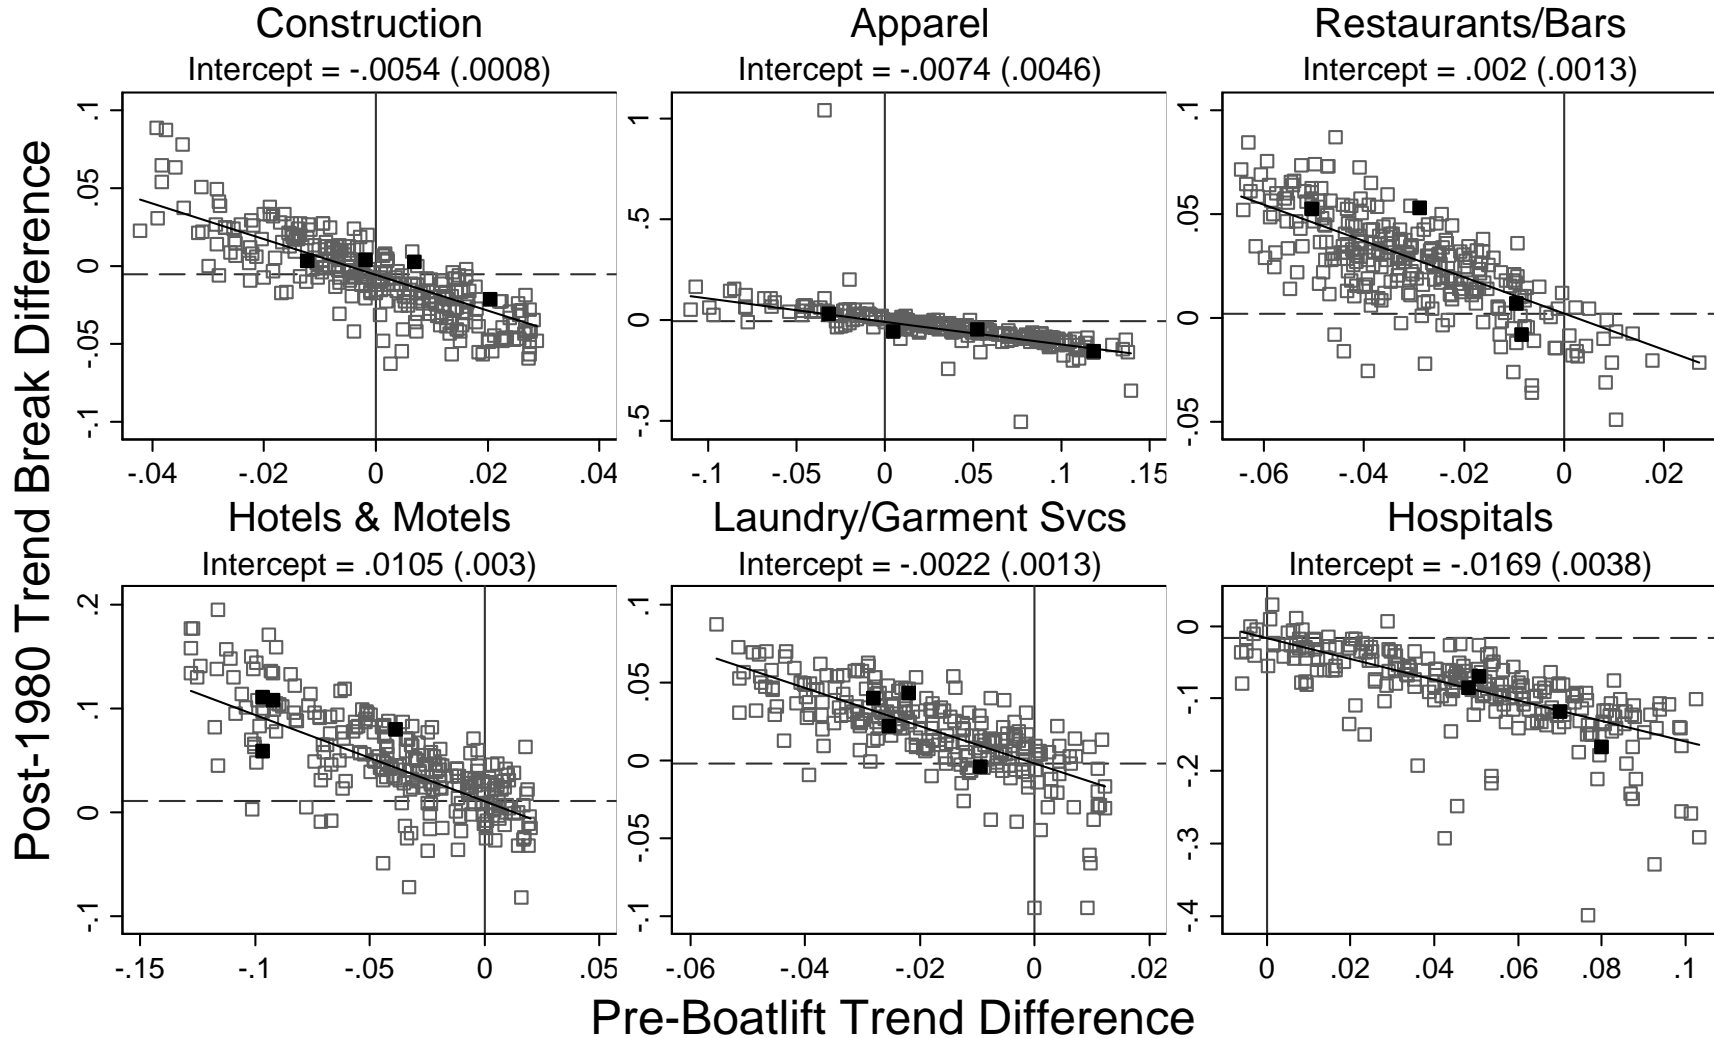 Construction
Intercept = -.0054 (.0008)
Apparel
Intercept = -.0074 (.0046)
Restaurants/Bars
Intercept = .002 (.0013)
Post-1980 Trend Break Difference
.1
.05
0
-.05
-.1
-.04 -.02 0 .02 .04
1
.5
0
-.5
-.1 -.05 0 .05 .1 .15
.1
.05
0
-.05
-.06 -.04 -.02 0 .02
Hotels & Motels
Intercept = .0105 (.003)
Laundry/Garment Svcs
Intercept = -.0022 (.0013)
Hospitals
Intercept = -.0169 (.0038)
.2
.1
0
-.1
-.15 -.1 -.05 0 .05
.1
.05
0
-.05
-.1
-.06 -.04 -.02 0 .02
0
-.1
-.2
-.3
-.4
0 .02 .04 .06 .08 .1
Pre-Boatlift Trend Difference